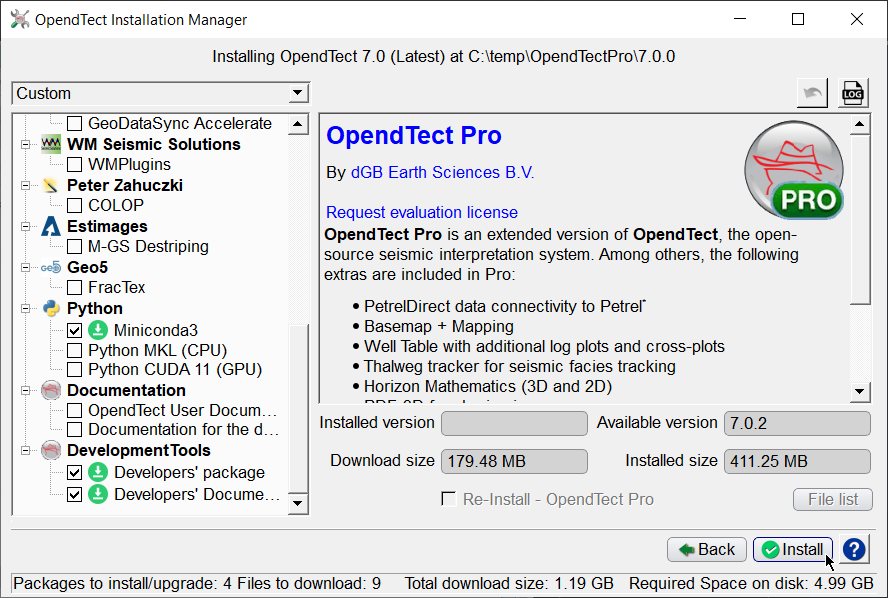 OpendTect Installation Manager
Installing OpendTect 7.0 (Latest) at C:\temp\OpendTectPro\7.0.0
Custom
LOG
GeoDataSync Accelerate
WM Seismic Solutions
WMPlugins
Peter Zahuczki
COLOP
Estimages
M-GS Destriping
Geo5
FracTex
Python
Miniconda3
Python MKL (CPU)
Python CUDA 11 (GPU)
Documentation
OpendTect User Docum...
Documentation for the d...
DevelopmentTools
Developers' package
Developers' Docume...
OpendTect Pro
By dGB Earth Sciences B.V.
PRO
Request evaluation license
OpendTect Pro is an extended version of OpendTect, the open-
source seismic interpretation system. Among others, the following
extras are included in Pro:
• PetrelDirect data connectivity to Petrel*
• Basemap + Mapping
• Well Table with additional log plots and cross-plots
• Thalweg tracker for seismic facies tracking
• Horizon Mathematics (3D and 2D)
Installed version
Available version 7.0.2
Download size 179.48 MB
Installed size 411.25 MB
Re-Install - OpendTect Pro
File list
Back
Install
?
Packages to install/upgrade: 4 Files to download: 9 Total download size: 1.19 GB Required Space on disk: 4.99 GB